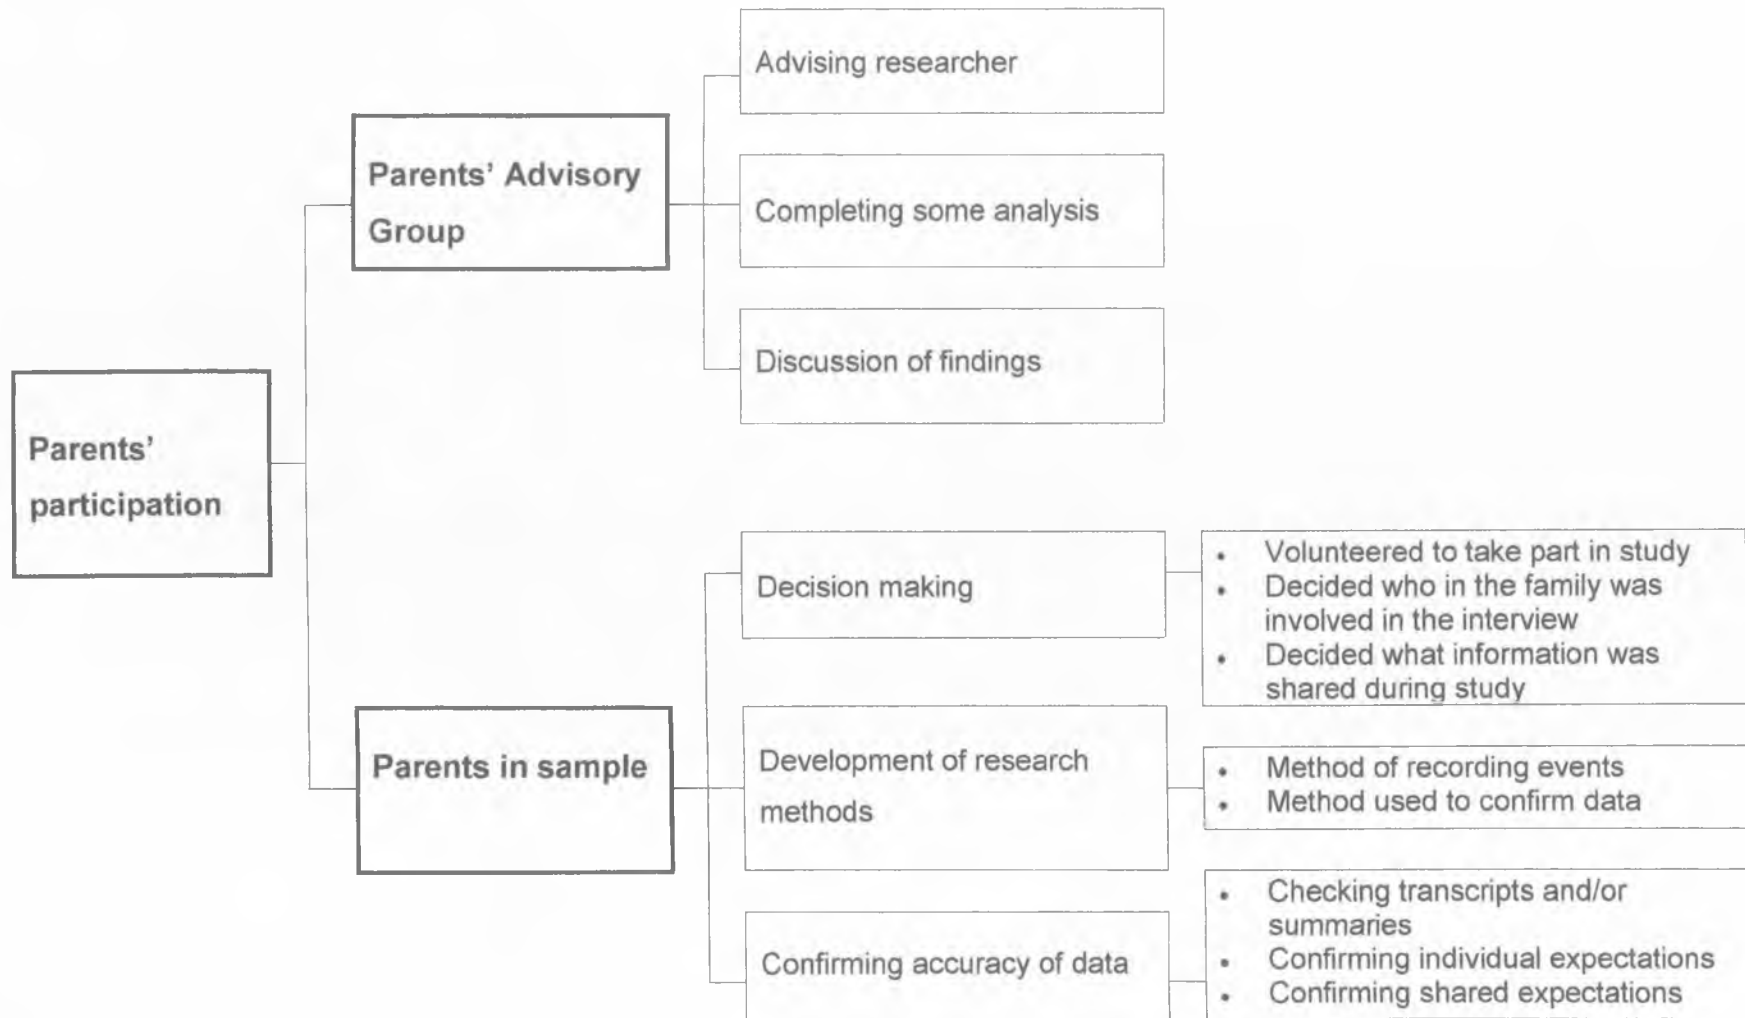 Parents’
participation
Parents’ Advisory
Group
Advising researcher
Completing some analysis
Discussion of findings
Parents in sample
Decision making
• Volunteered to take part in study
• Decided who in the family was
involved in the interview
• Decided what information was
shared during study
Development of research
methods
• Method of recording events
• Method used to confirm data
Confirming accuracy of data
• Checking transcripts and/or
summaries
• Confirming individual expectations
• Confirming shared expectations